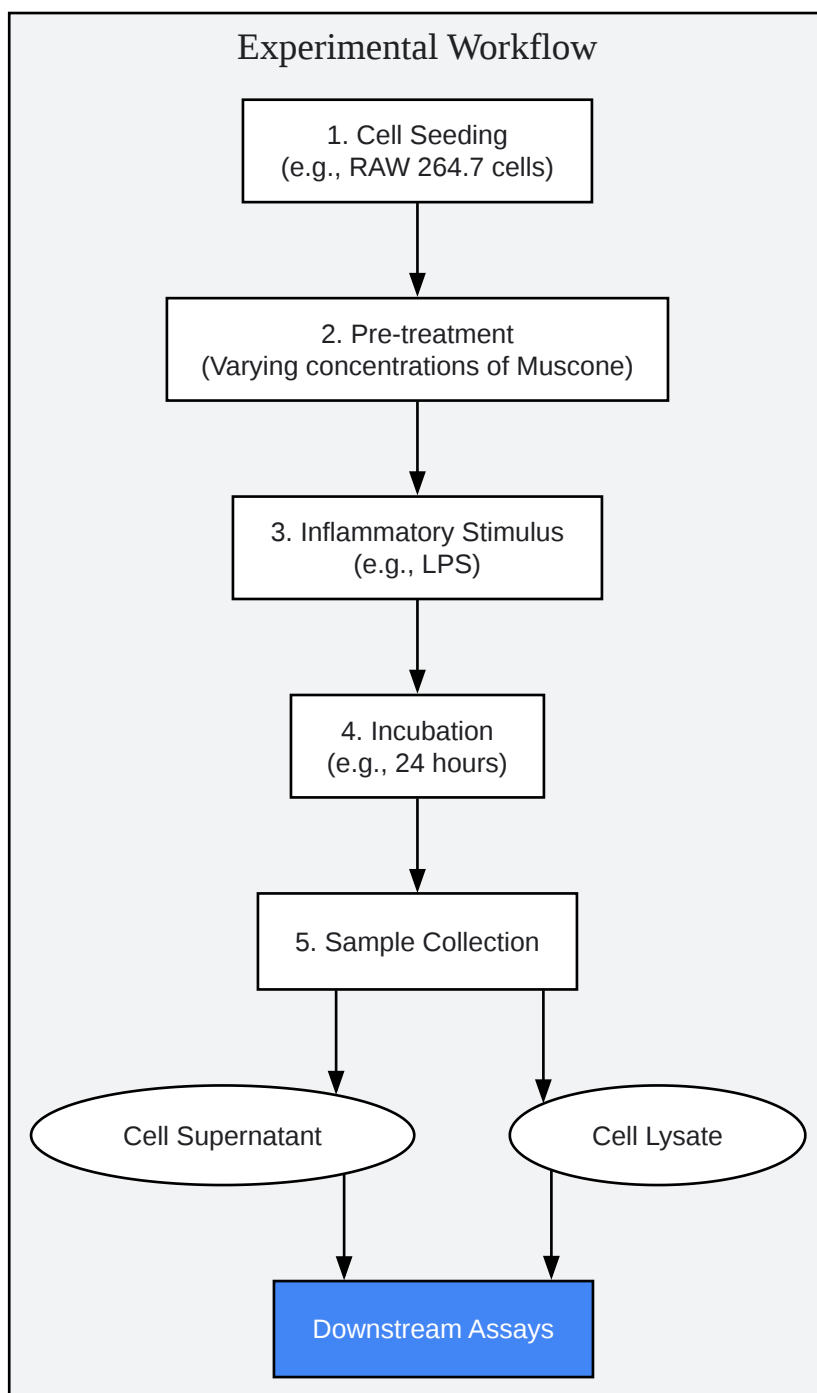 Experimental Workflow
1. Cell Seeding
(e.g., RAW 264.7 cells)
2. Pre-treatment
(Varying concentrations of Muscone)
3. Inflammatory Stimulus
(e.g., LPS)
4. Incubation
(e.g., 24 hours)
5. Sample Collection
Cell Supernatant
Cell Lysate
Downstream Assays